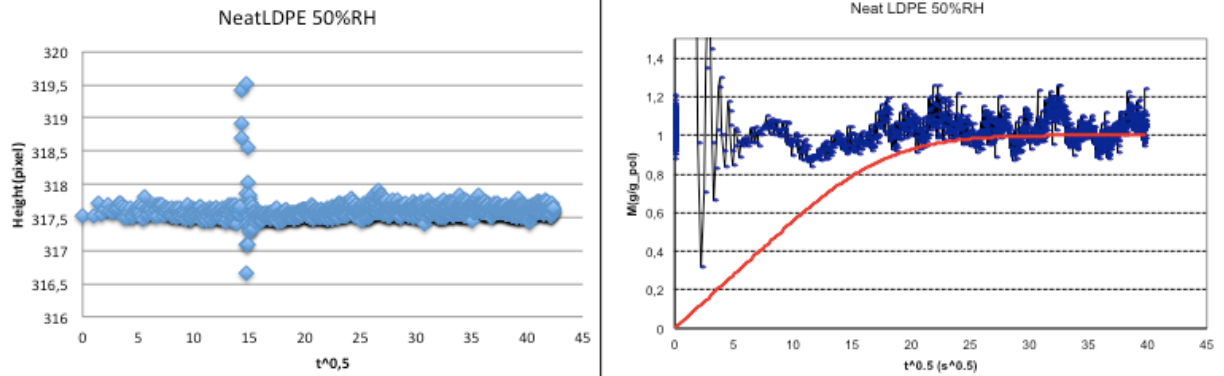 NeatLDPE 50%RH
Height(pixel)
320
319,5
319
318,5
318
317,5
317
316,5
316
0 5 10 15 20 25 30 35 40 45
t^0,5
Neat LDPE 50%RH
M(g/g_pol)
1,4
1,2
1
0,8
0,6
0,4
0,2
0
0 5 10 15 20 25 30 35 40 45
t^0.5 (s^0.5)